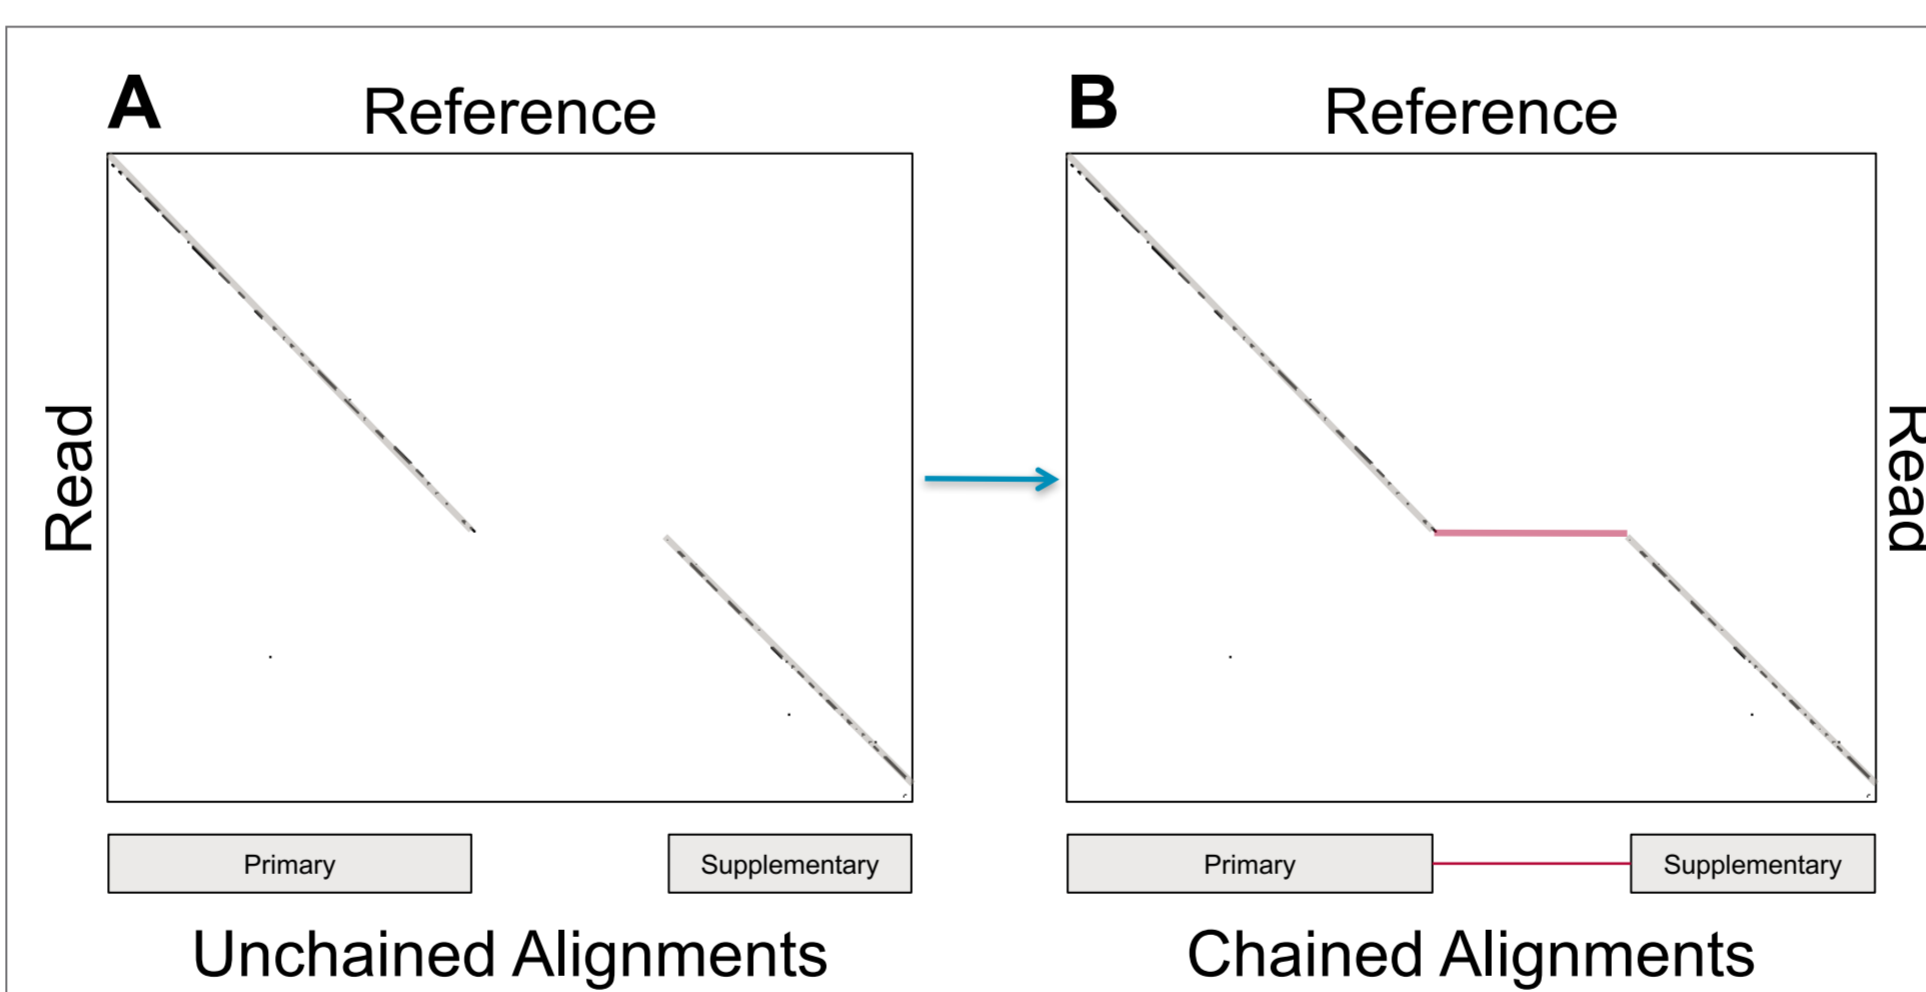 A
Reference
B
Reference
Read
Read
Primary
Supplementary
Primary
Supplementary
Unchained Alignments
Chained Alignments